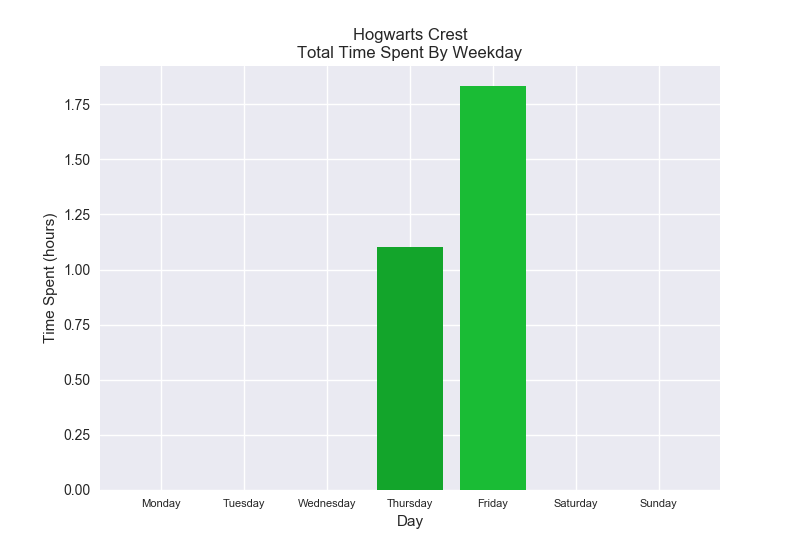 Hogwarts Crest
Total Time Spent By Weekday
Time Spent (hours)
1.75
1.50
1.25
1.00
0.75
0.50
0.25
0.00
Monday Tuesday Wednesday Thursday Friday Saturday Sunday
Day